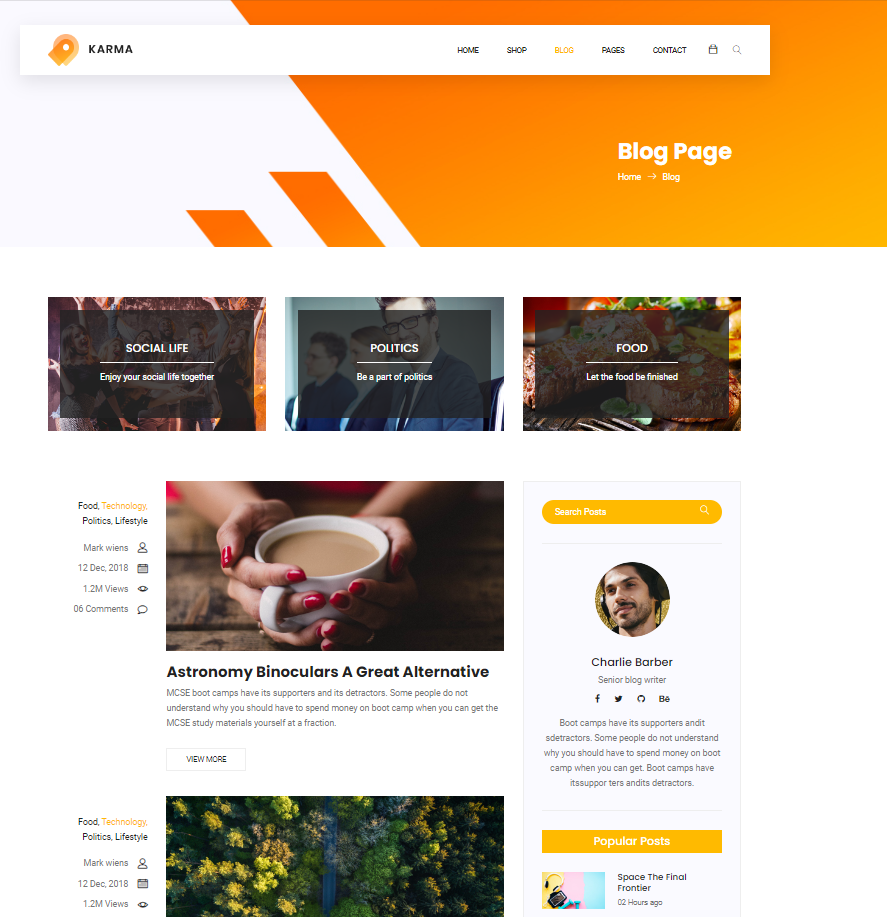 KARMA
HOME SHOP BLOG PAGES CONTACT
Blog Page
Home → Blog
SOCIAL LIFE
Enjoy your social life together
POLITICS
Be a part of politics
FOOD
Let the food be finished
Food, Technology,
Politics, Lifestyle
Mark wiens
12 Dec, 2018
1.2M Views
06 Comments
Astronomy Binoculars A Great Alternative
MCSE boot camps have its supporters and its detractors. Some people do not
understand why you should have to spend money on boot camp when you can get the
MCSE study materials yourself at a fraction.
VIEW MORE
Food, Technology,
Politics, Lifestyle
Mark wiens
12 Dec, 2018
1.2M Views
Search Posts
Charlie Barber
Senior blog writer
Boot camps have its supporters andit
sdetractors. Some people do not understand
why you should have to spend money on boot
camp when you can get. Boot camps have
itssuppor ters andits detractors.
Popular Posts
Space The Final
Frontier
02 Hours ago